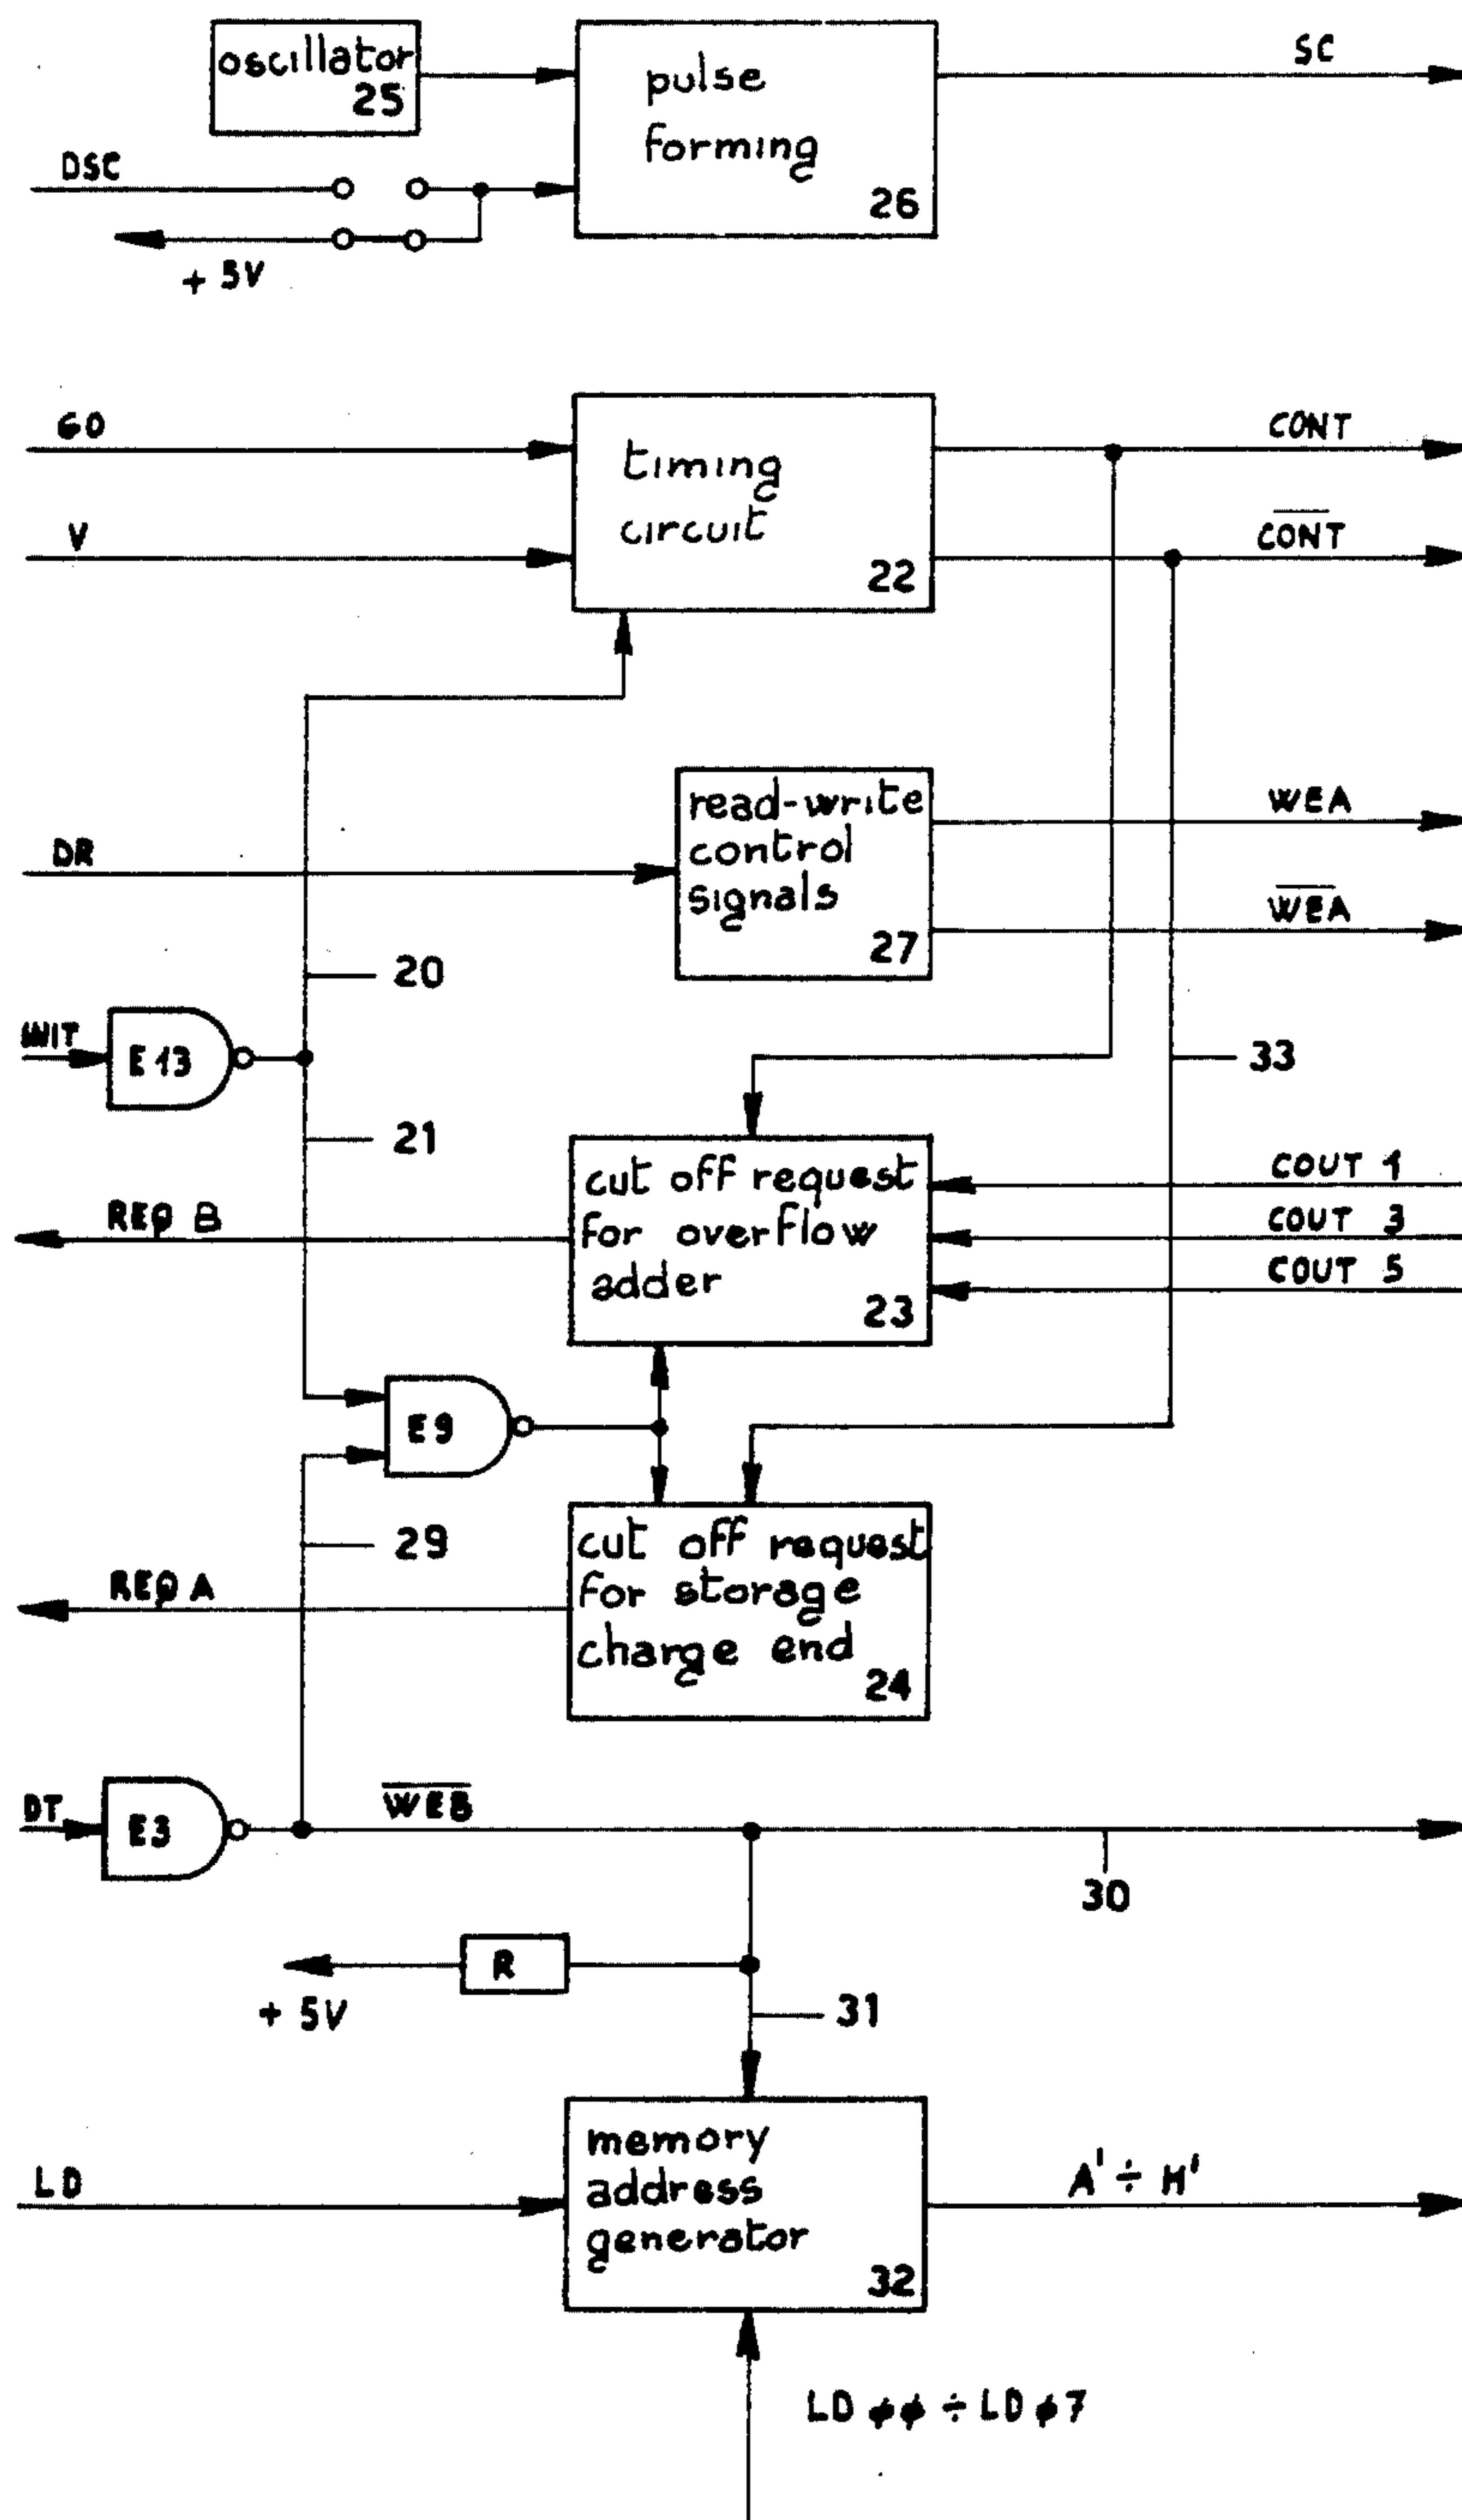 oscillator
25
pulse
forming
26
SC
DSC
+ 5V
GO
V
timing
circuit
22
CONT
CONT
DR
read-write
control
signals
27
WEA
WEA
20
E13
33
21
REQ B
cut off request
for overflow
adder
23
COUT 1
COUT 3
COUT 5
E9
29
REQ A
cut off request
for storage
charge end
24
DT
E3
WEB
30
R
+ 5V
31
LD
memory
address
generator
32
A' ÷ H'
LD φφ ÷ LD φ7